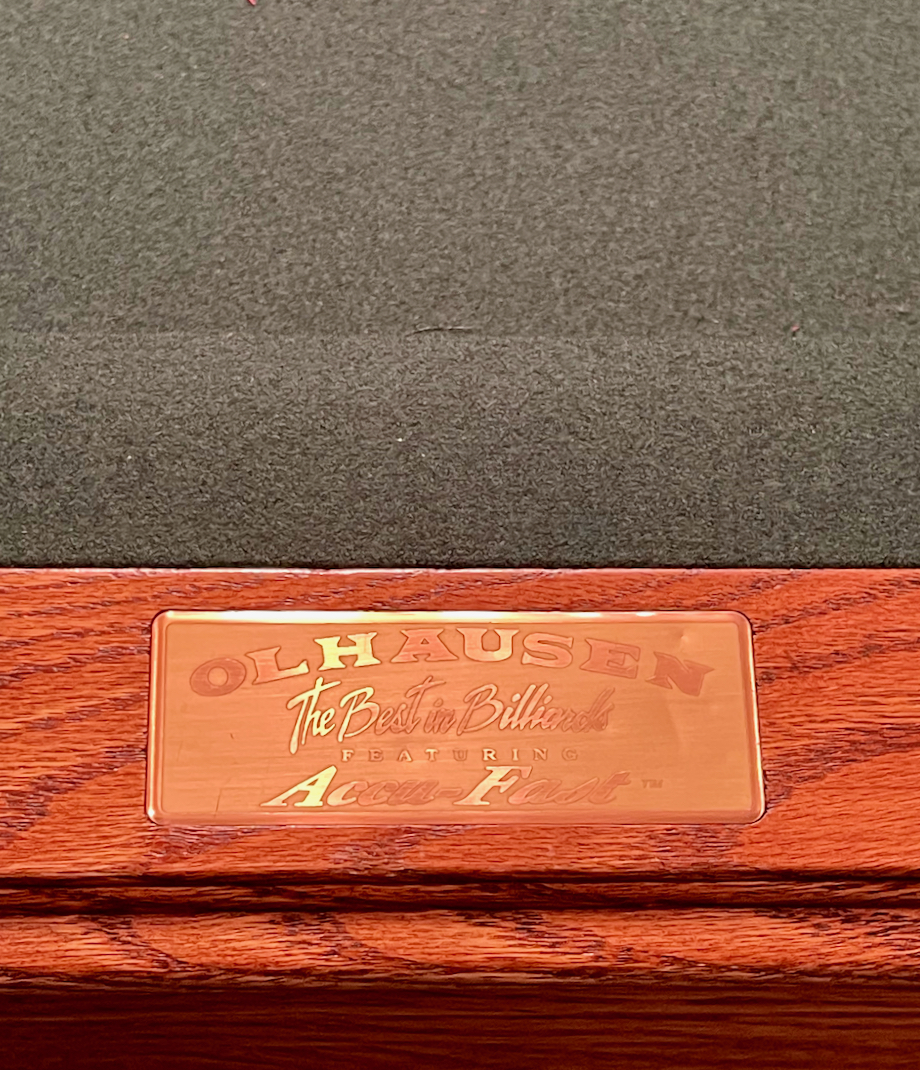 OLHAUSEN
The Best in Billiards
FEATURING
Accu-Fast ™